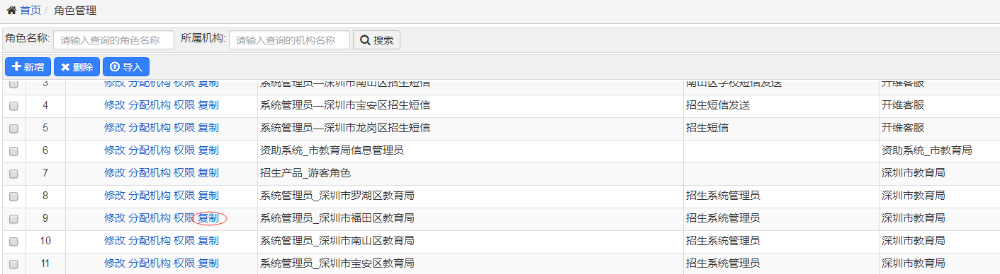 首页 / 角色管理
角色名称: 请输入查询的角色名称 所属机构: 请输入查询的机构名称 搜索
新增 删除 导入
3 修改 分配机构 权限 复制 系统管理员—深圳市南山区招生短信 南山区学校短信发送 开维客服
4 修改 分配机构 权限 复制 系统管理员—深圳市宝安区招生短信 招生短信发送 开维客服
5 修改 分配机构 权限 复制 系统管理员—深圳市龙岗区招生短信 招生短信 开维客服
6 修改 分配机构 权限 复制 资助系统_市教育局信息管理员 资助系统_市教育局
7 修改 分配机构 权限 复制 招生产品_游客角色 深圳市教育局
8 修改 分配机构 权限 复制 系统管理员_深圳市罗湖区教育局 招生系统管理员 深圳市教育局
9 修改 分配机构 权限 复制 系统管理员_深圳市福田区教育局 招生系统管理员 深圳市教育局
10 修改 分配机构 权限 复制 系统管理员_深圳市南山区教育局 招生系统管理员 深圳市教育局
11 修改 分配机构 权限 复制 系统管理员_深圳市宝安区教育局 招生系统管理员 深圳市教育局